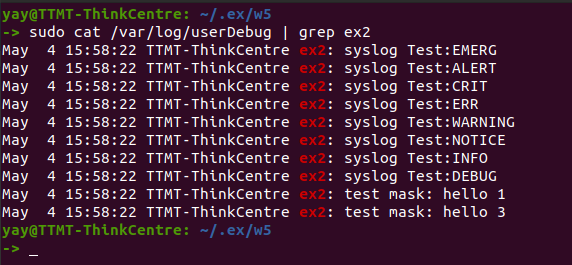 yay@TTMT-ThinkCentre: ~/.ex/w5
-> sudo cat /var/log/userDebug | grep ex2
May  4 15:58:22 TTMT-ThinkCentre ex2: syslog Test:EMERG
May  4 15:58:22 TTMT-ThinkCentre ex2: syslog Test:ALERT
May  4 15:58:22 TTMT-ThinkCentre ex2: syslog Test:CRIT
May  4 15:58:22 TTMT-ThinkCentre ex2: syslog Test:ERR
May  4 15:58:22 TTMT-ThinkCentre ex2: syslog Test:WARNING
May  4 15:58:22 TTMT-ThinkCentre ex2: syslog Test:NOTICE
May  4 15:58:22 TTMT-ThinkCentre ex2: syslog Test:INFO
May  4 15:58:22 TTMT-ThinkCentre ex2: syslog Test:DEBUG
May  4 15:58:22 TTMT-ThinkCentre ex2: test mask: hello 1
May  4 15:58:22 TTMT-ThinkCentre ex2: test mask: hello 3
yay@TTMT-ThinkCentre: ~/.ex/w5
-> _